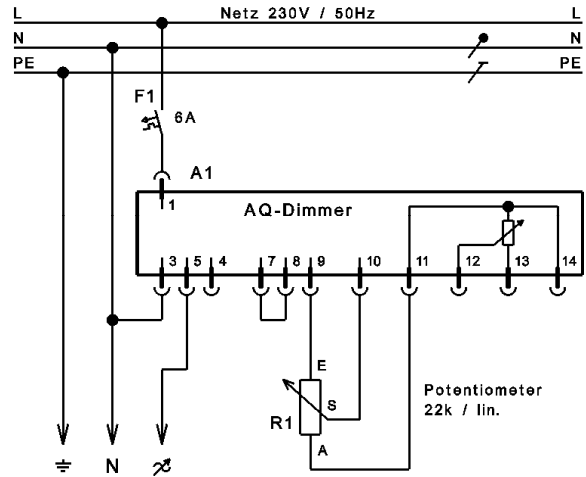 L Netz 230V / 50Hz L
N N
PE PE
F1
6A
A1
1
AQ-Dimmer
3 5 4 7 8 9 10 11 12 13 14
E
S
R1
A
Potentiometer
22k / lin.
N